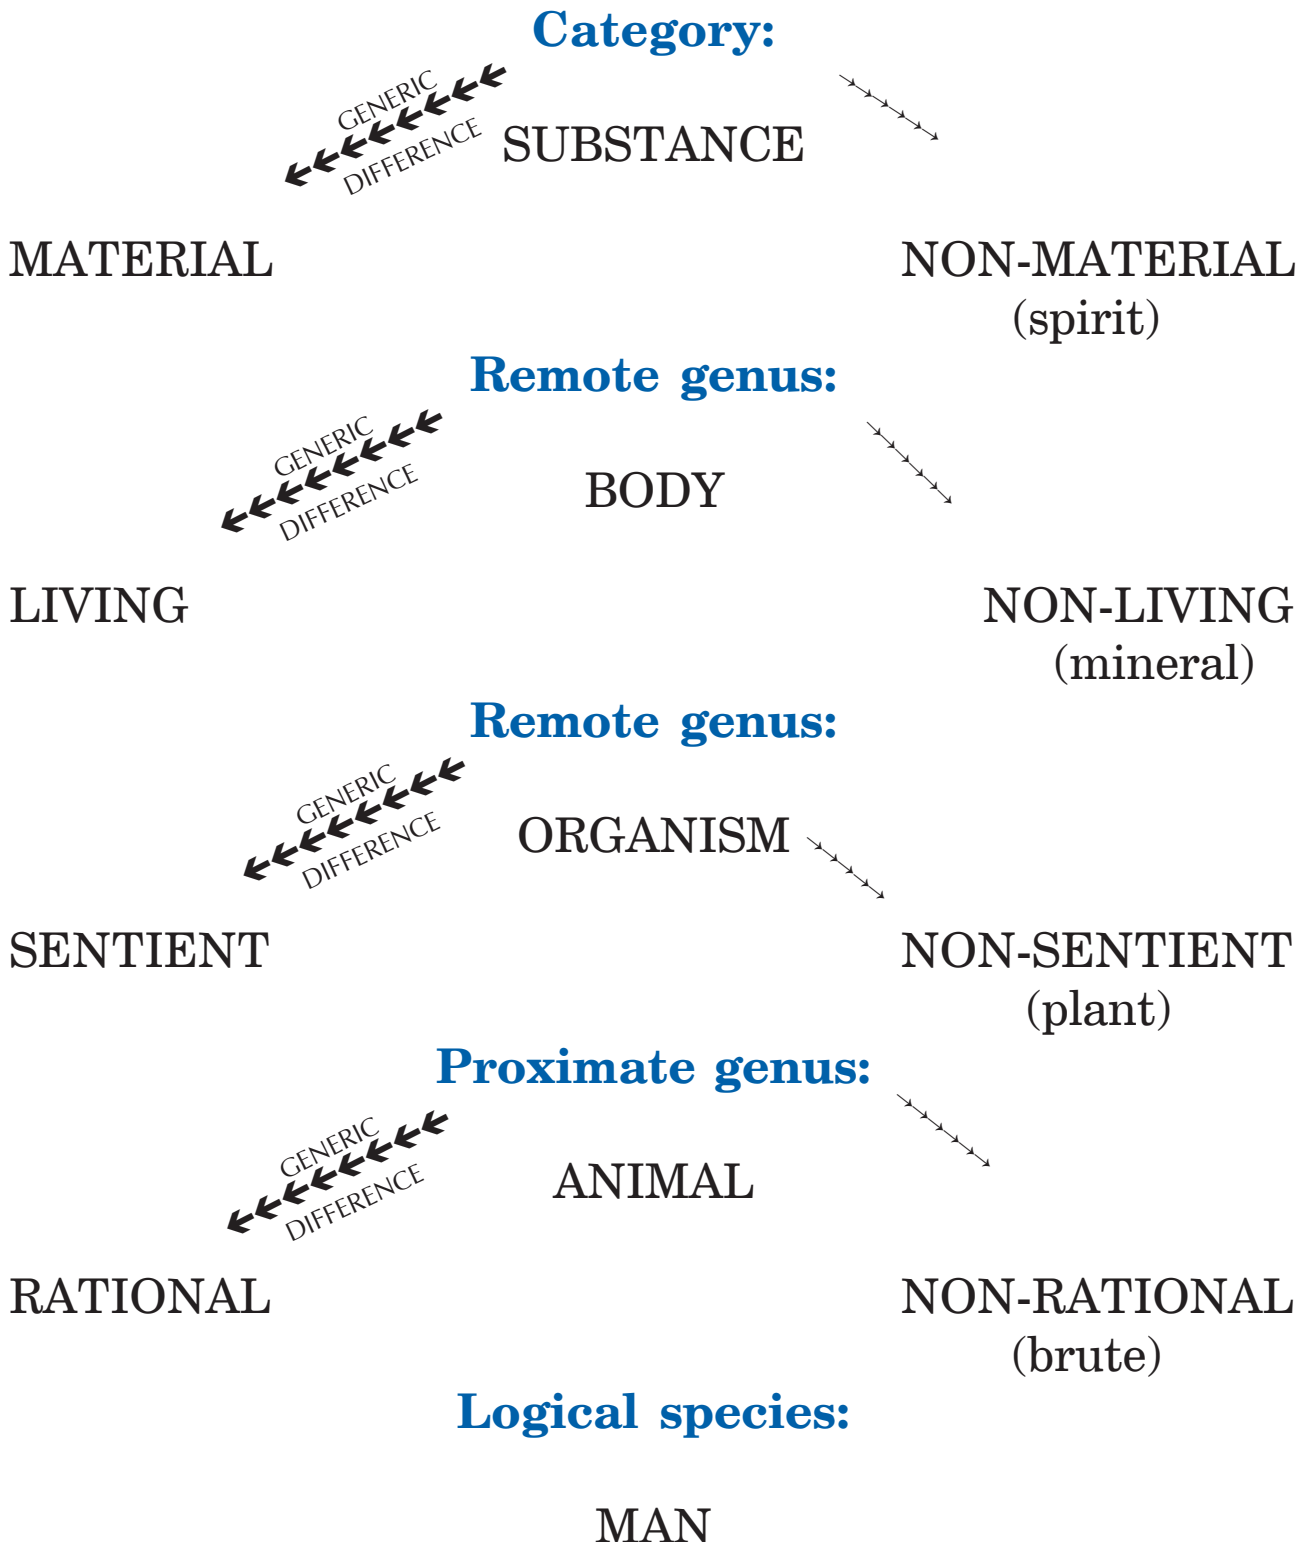 Category:
GENERIC
DIFFERENCE
SUBSTANCE
MATERIAL
NON-MATERIAL
(spirit)
Remote genus:
GENERIC
DIFFERENCE
BODY
LIVING
NON-LIVING
(mineral)
Remote genus:
GENERIC
DIFFERENCE
ORGANISM
SENTIENT
NON-SENTIENT
(plant)
Proximate genus:
GENERIC
DIFFERENCE
ANIMAL
RATIONAL
NON-RATIONAL
(brute)
Logical species:
MAN